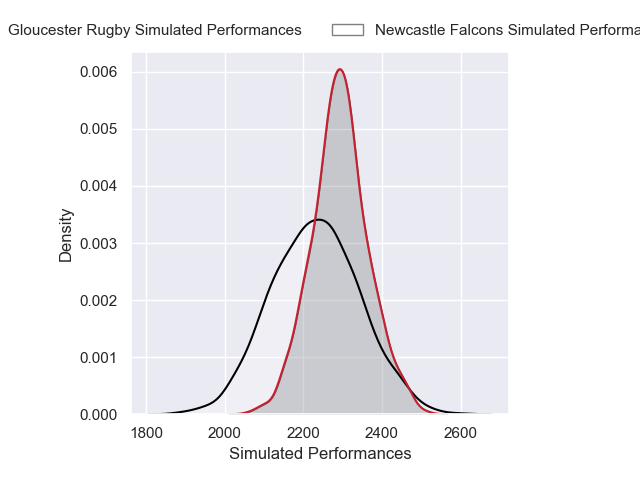 Gloucester Rugby Simulated Performances
Newcastle Falcons Simulated
0.006
0.005
0.004
0.003
0.002
0.001
0.000
Density
1800 2000 2200 2400 2600
Simulated Performances